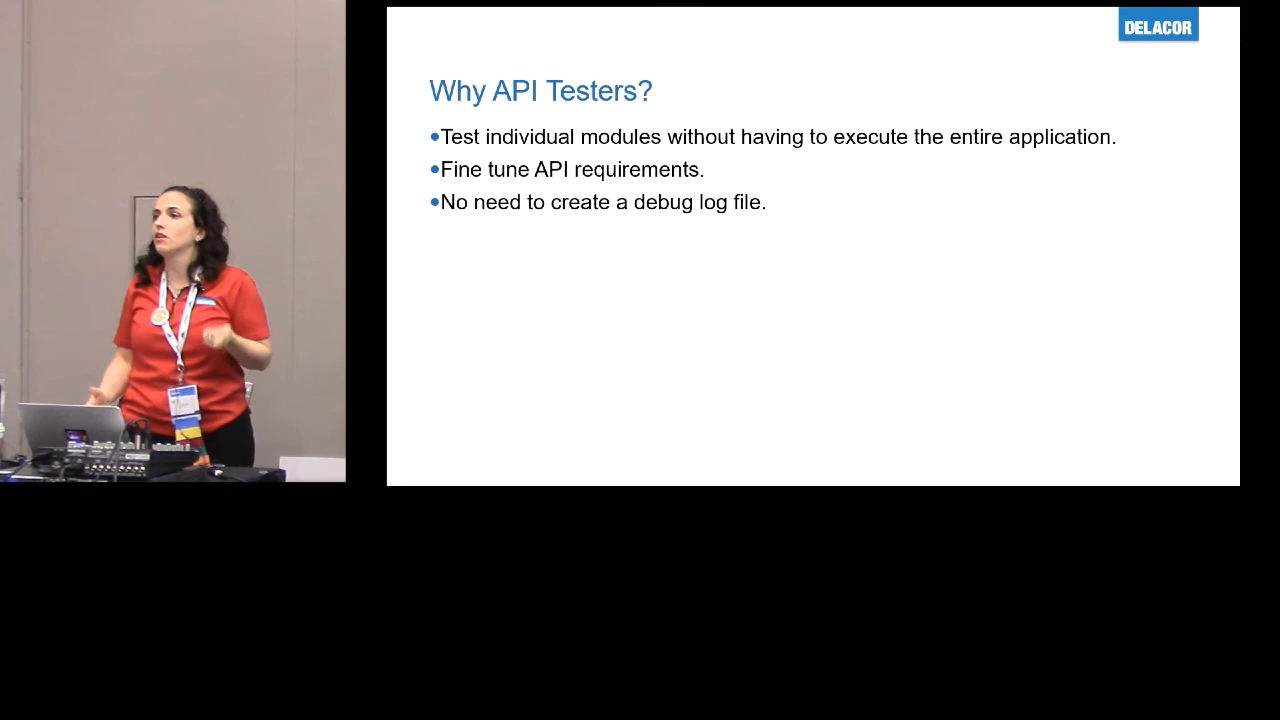 DELACOR
Why API Testers?
•Test individual modules without having to execute the entire application.
•Fine tune API requirements.
•No need to create a debug log file.